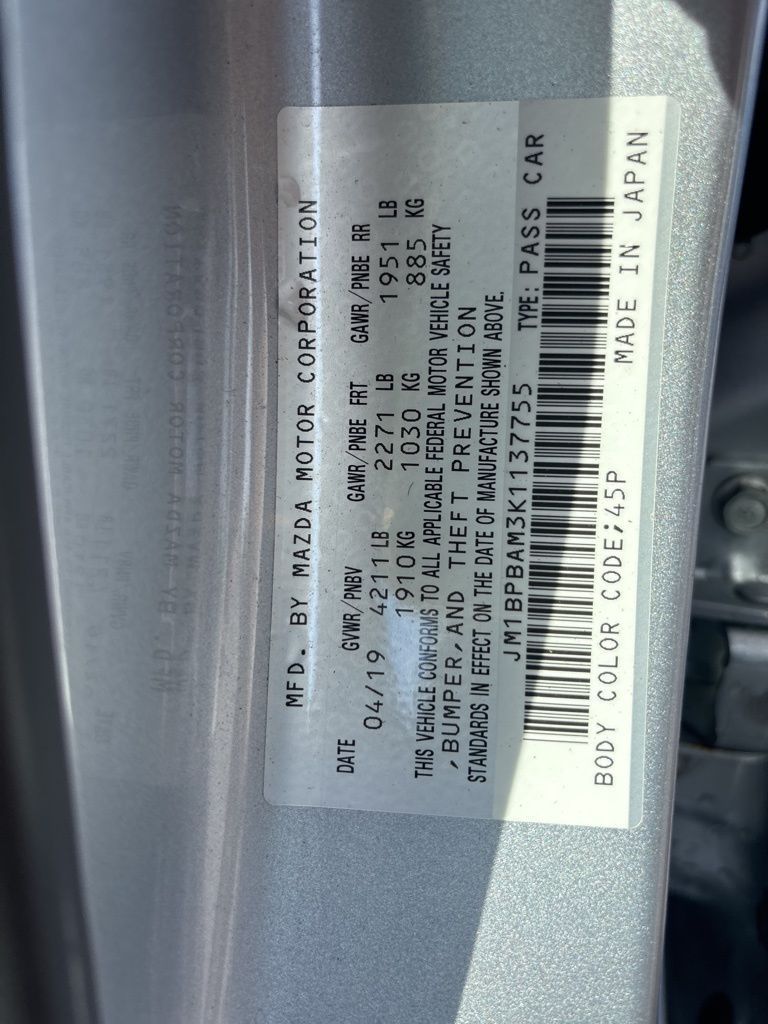 MFD. BY MAZDA MOTOR CORPORATION
DATE GVWR/PNBV GAWR/PNBE FRT GAWR/PNBE RR
04/19 4211 LB 2271 LB 1951 LB
1910 KG 1030 KG 885 KG
THIS VEHICLE CONFORMS TO ALL APPLICABLE FEDERAL MOTOR VEHICLE SAFETY
,BUMPER,AND THEFT PREVENTION
STANDARDS IN EFFECT ON THE DATE OF MANUFACTURE SHOWN ABOVE.
JM1BPBAM3K1137755 TYPE: PASS CAR
BODY COLOR CODE;45P MADE IN JAPAN